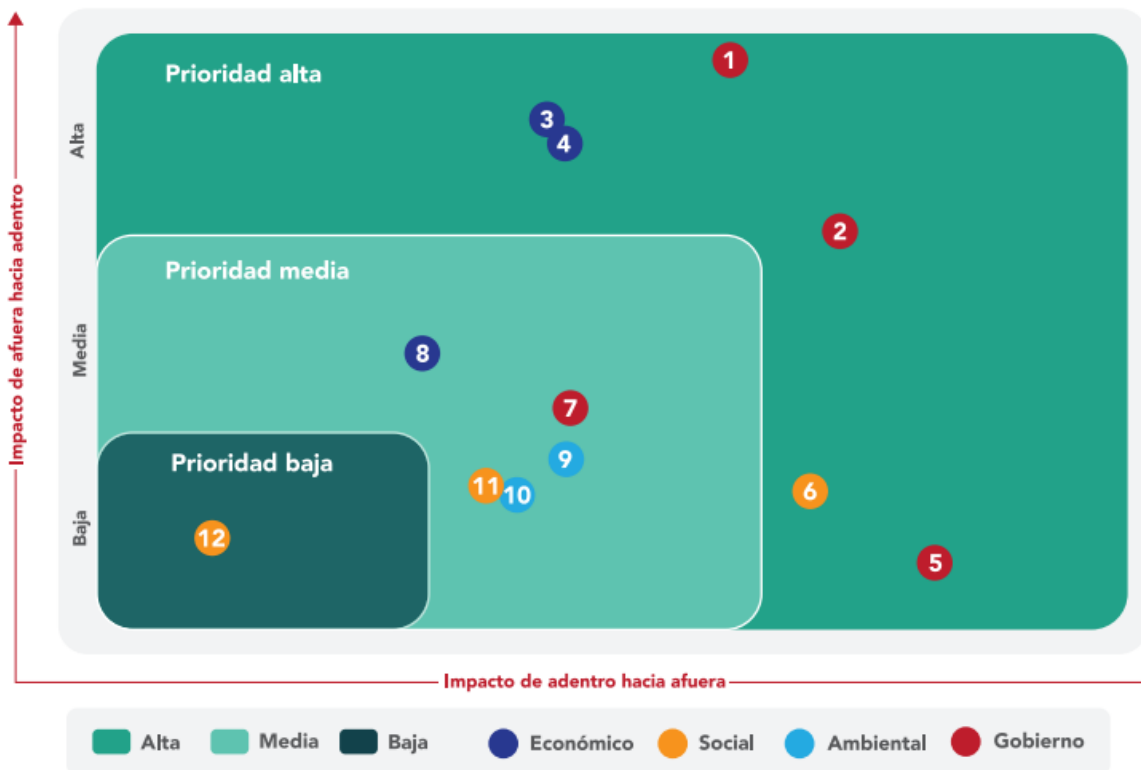 Impacto de afuera hacia adentro
Alta
Media
Baja
Prioridad alta
1
3
4
2
Prioridad media
8
7
9
Prioridad baja
11
10
6
12
5
Impacto de adentro hacia afuera
Alta
Media
Baja
Económico
Social
Ambiental
Gobierno